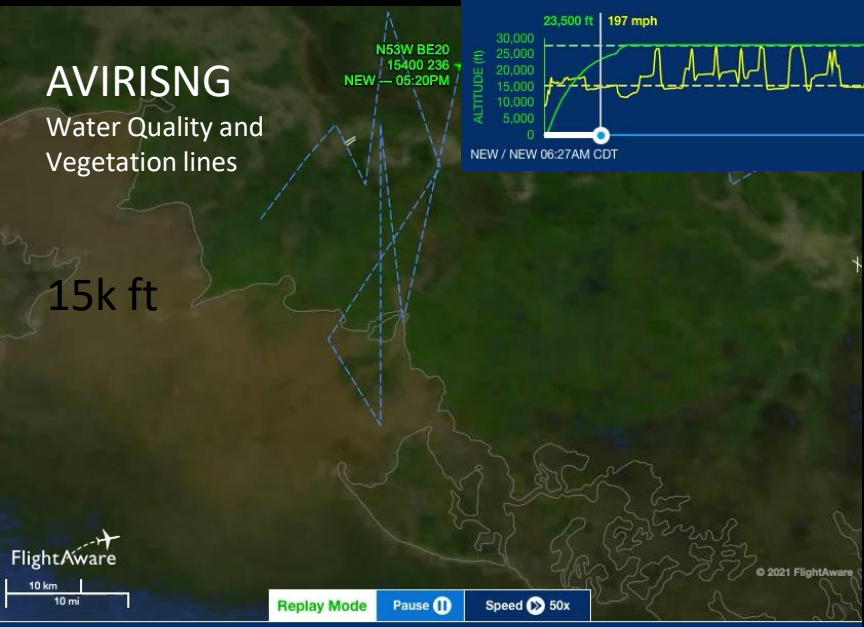 AVIRISNG
Water Quality and
Vegetation lines
15k ft
N53W BE20
15400 236
NEW — 05:20PM
23,500 ft 197 mph
ALTITUDE (ft)
30,000
25,000
20,000
15,000
10,000
5,000
0
NEW / NEW 06:27AM CDT
FlightAware
10 km
10 mi
Replay Mode Pause Speed 50x
© 2021 FlightAware